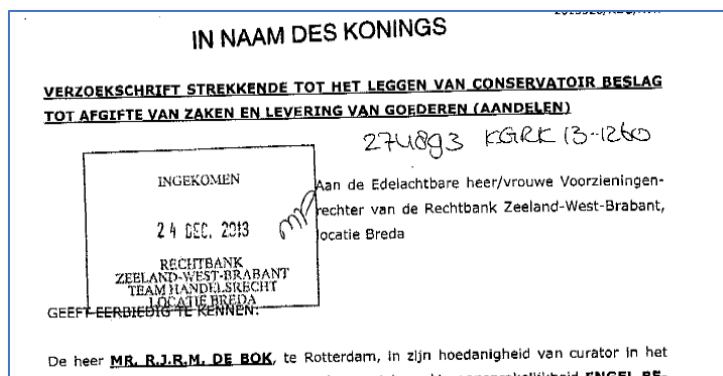 IN NAAM DES KONINGS
VERZOEKSCHRIFT STREKKENDE TOT HET LEGGEN VAN CONSERVATOIR BESLAG
TOT AFGIFTE VAN ZAKEN EN LEVERING VAN GOEDEREN (AANDELEN)
274893 KGRK 13-1260
INGEKOMEN
24 DEC. 2013
RECHTBANK
ZEELAND-WEST-BRABANT
TEAM HANDELSRECHT
LOCATIE BREDA
Aan de Edelachtbare heer/vrouwe Voorzieningen-
rechter van de Rechtbank Zeeland-West-Brabant,
locatie Breda
GEEFT EERBIEDIG TE KENNEN:
De heer MR. R.J.R.M. DE BOK, te Rotterdam, in zijn hoedanigheid van curator in het
ENGEL BE-